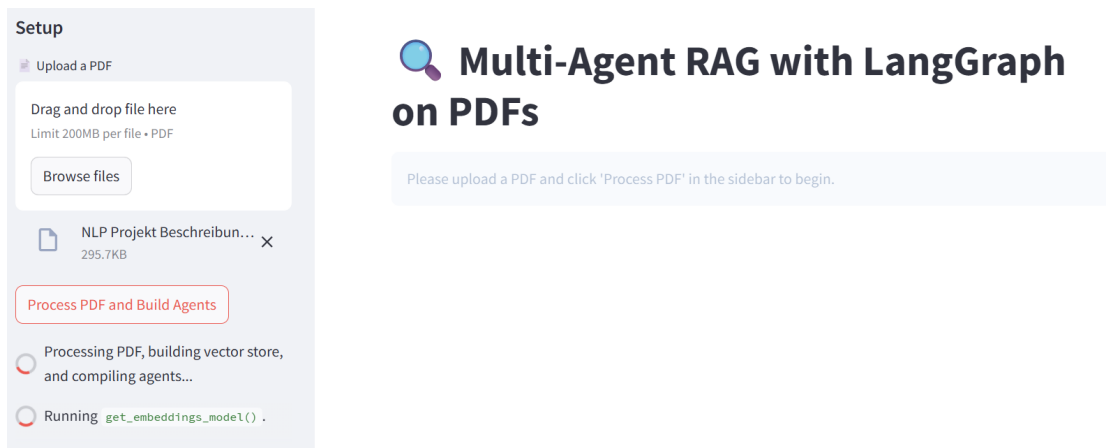 Setup
Upload a PDF
Drag and drop file here
Limit 200MB per file • PDF
Browse files
NLP Projekt Beschreibun…
295.7KB
Process PDF and Build Agents
Processing PDF, building vector store,
and compiling agents...
Running get_embeddings_model() .
Multi-Agent RAG with LangGraph
on PDFs
Please upload a PDF and click 'Process PDF' in the sidebar to begin.